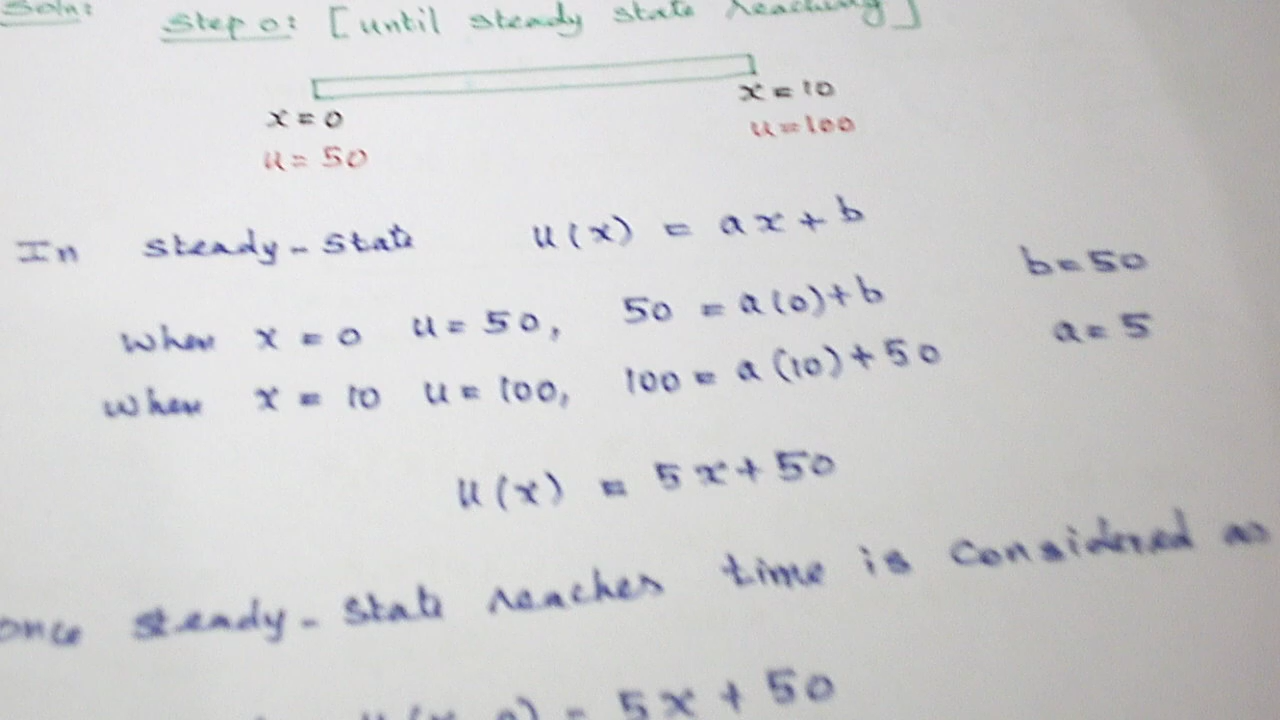 Soln: Step 0: [until steady state reaching]
x = 0 x = 10
u = 50 u = 100
In steady-state u(x) = ax + b
when x = 0 u = 50, 50 = a(0)+b b = 50
when x = 10 u = 100, 100 = a(10)+50 a = 5
u(x) = 5x + 50
once steady-state reaches time is considered as
u(x, 0) = 5x + 50